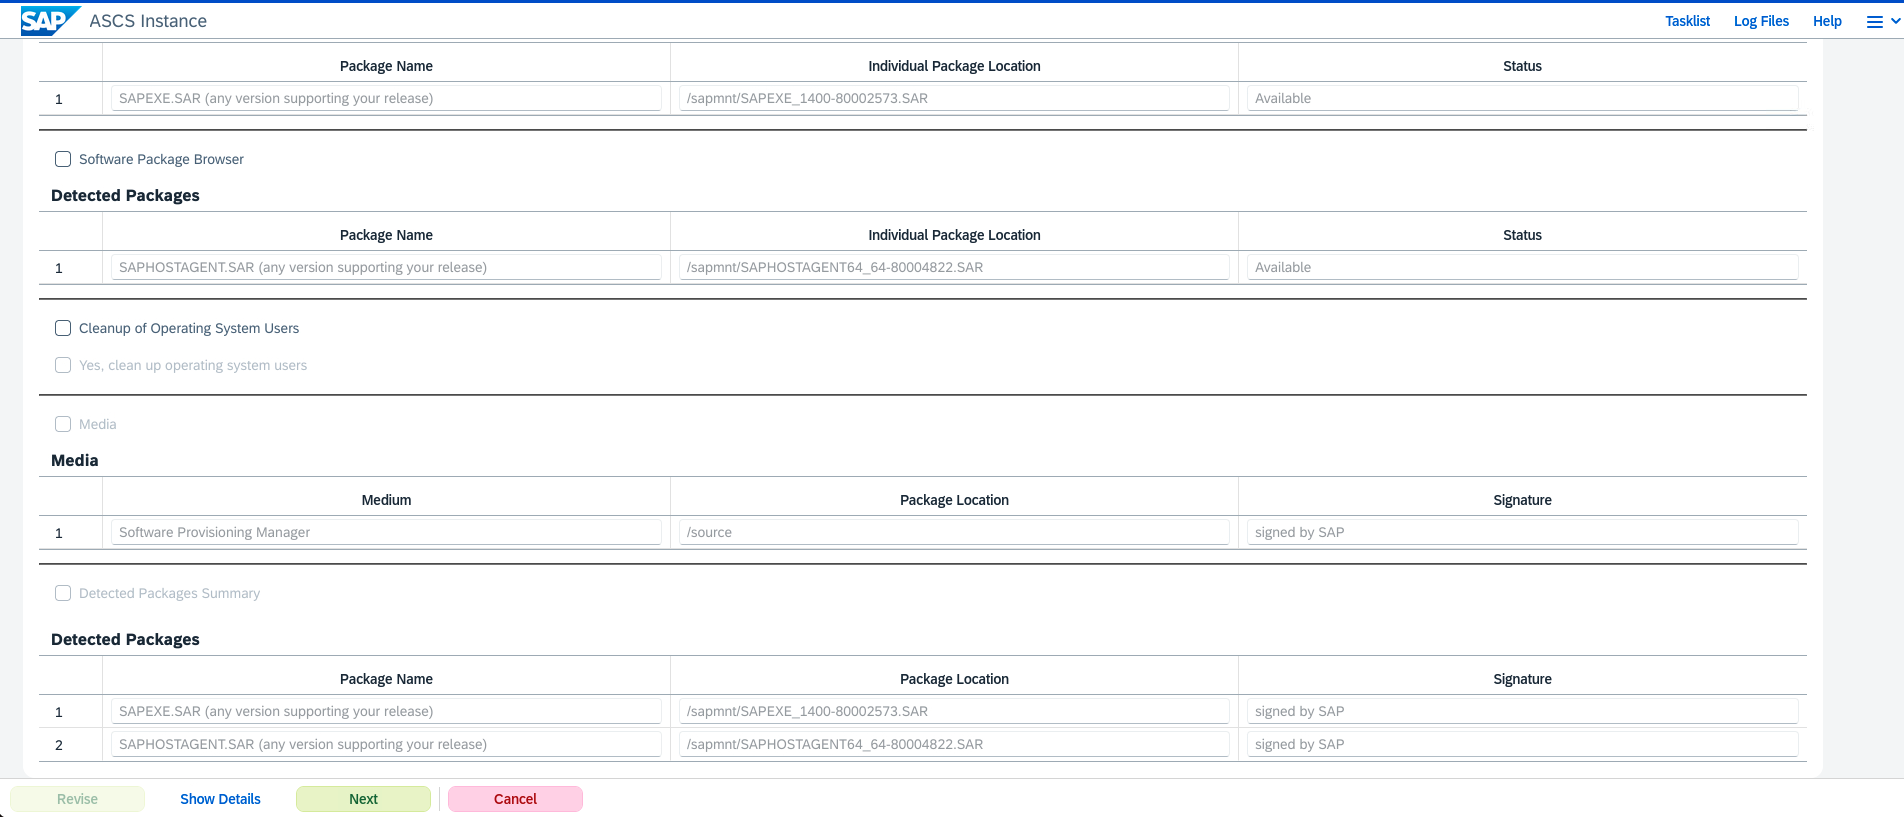 SAP ASCS Instance Tasklist Log Files Help
Package Name Individual Package Location Status
1 SAPEXE.SAR (any version supporting your release) /sapmnt/SAPEXE_1400-80002573.SAR Available
Software Package Browser
Detected Packages
Package Name Individual Package Location Status
1 SAPHOSTAGENT.SAR (any version supporting your release) /sapmnt/SAPHOSTAGENT64_64-80004822.SAR Available
Cleanup of Operating System Users
Yes, clean up operating system users
Media
Media
Medium Package Location Signature
1 Software Provisioning Manager /source signed by SAP
Detected Packages Summary
Detected Packages
Package Name Package Location Signature
1 SAPEXE.SAR (any version supporting your release) /sapmnt/SAPEXE_1400-80002573.SAR signed by SAP
2 SAPHOSTAGENT.SAR (any version supporting your release) /sapmnt/SAPHOSTAGENT64_64-80004822.SAR signed by SAP
Revise Show Details Next Cancel